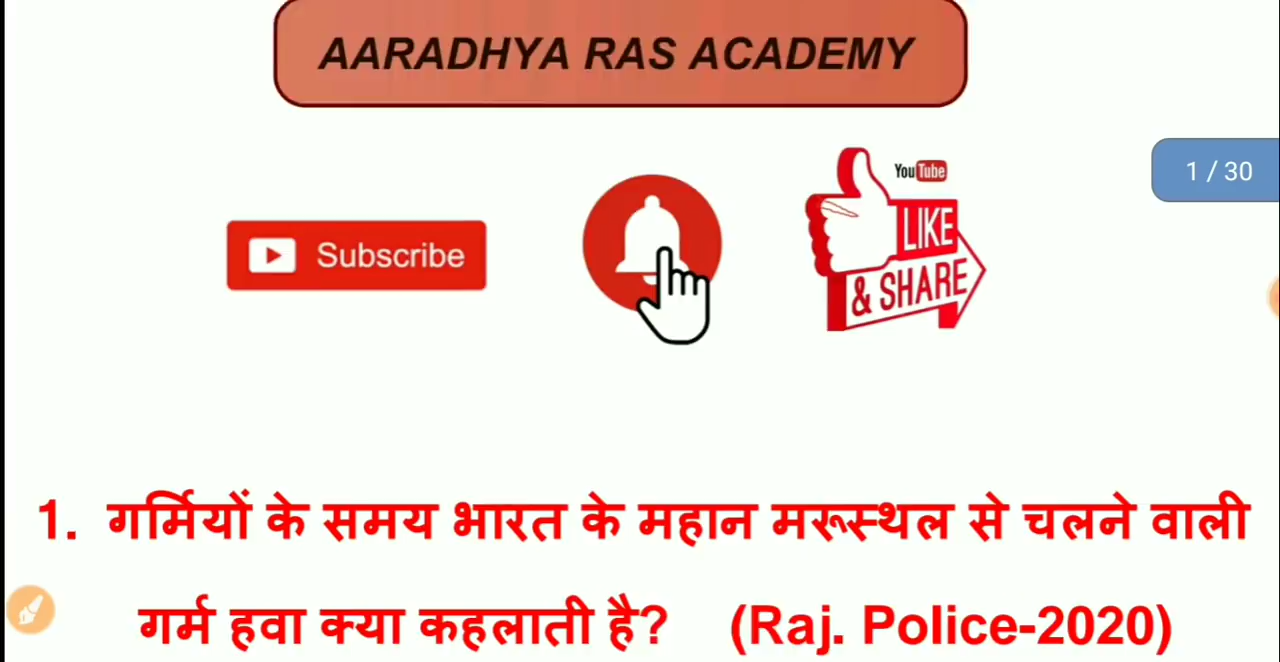 AARADHYA RAS ACADEMY
1 / 30
YouTube
Subscribe
LIKE
& SHARE
1. गर्मियों के समय भारत के महान मरूस्थल से चलने वाली
गर्म हवा क्या कहलाती है? (Raj. Police-2020)